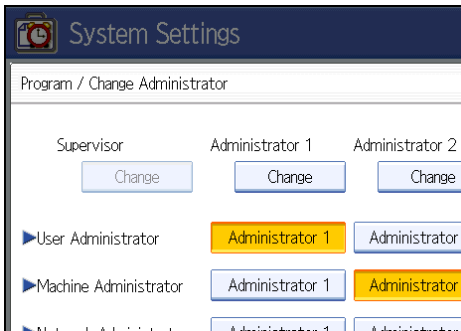 System Settings
Program / Change Administrator
Supervisor Administrator 1 Administrator 2
Change Change Change
User Administrator Administrator 1 Administrator
Machine Administrator Administrator 1 Administrator